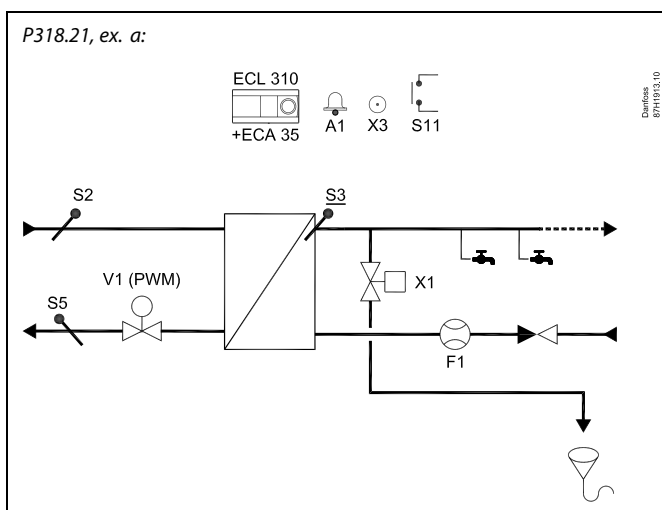 P318.21, ex. a:
ECL 310
+ECA 35
A1
X3
S11
Danfoss
87H1913.10
S2
S3
V1 (PWM)
X1
S5
F1